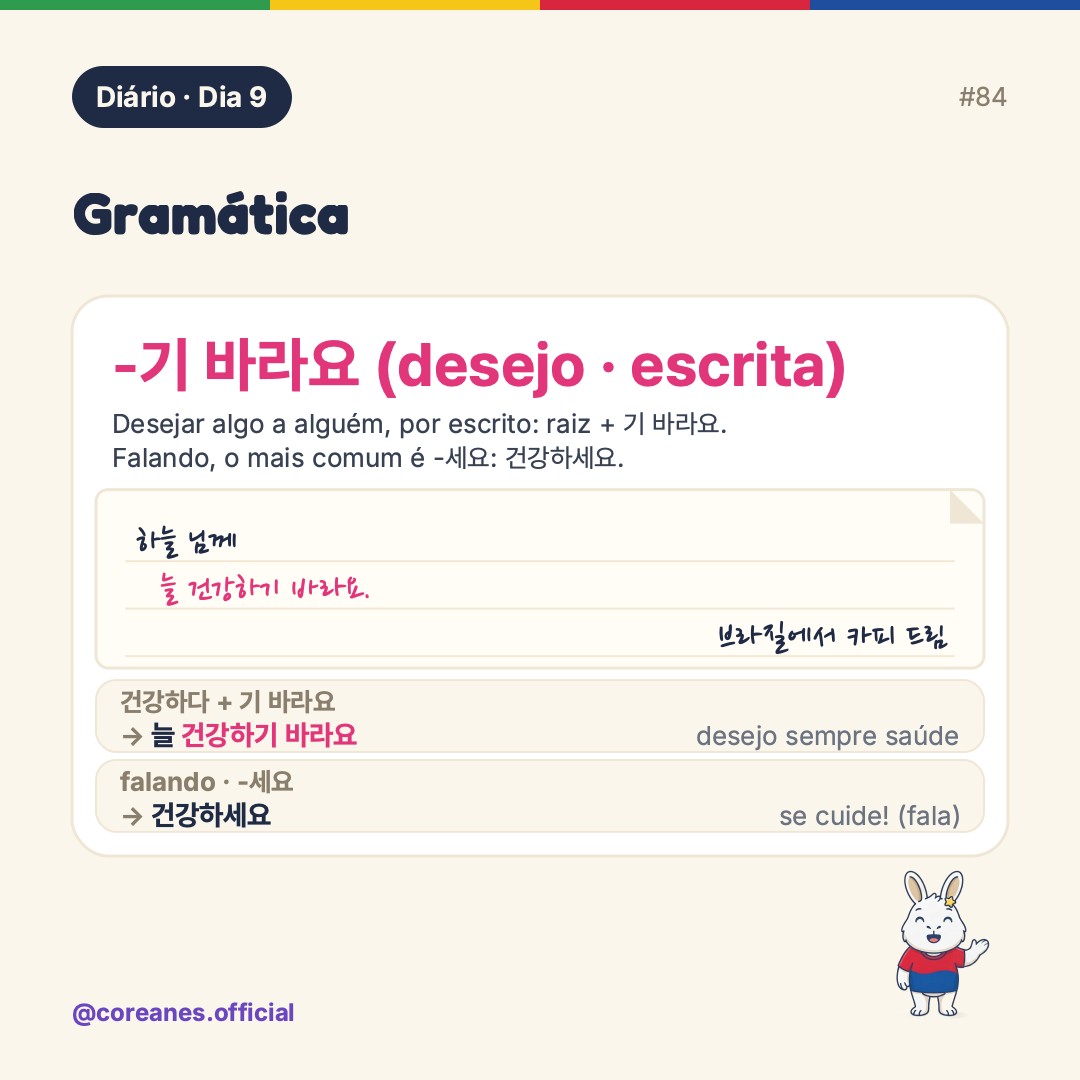 Diário · Dia 9
#84
Gramática
-기 바라요 (desejo · escrita)
Desejar algo a alguém, por escrito: raiz + 기 바라요.
Falando, o mais comum é -세요: 건강하세요.
하늘 님께
늘 건강하기 바라요.
브라질에서 카피 드림
건강하다 + 기 바라요
→ 늘 건강하기 바라요
desejo sempre saúde
falando · -세요
→ 건강하세요
se cuide! (fala)
@coreanes.official